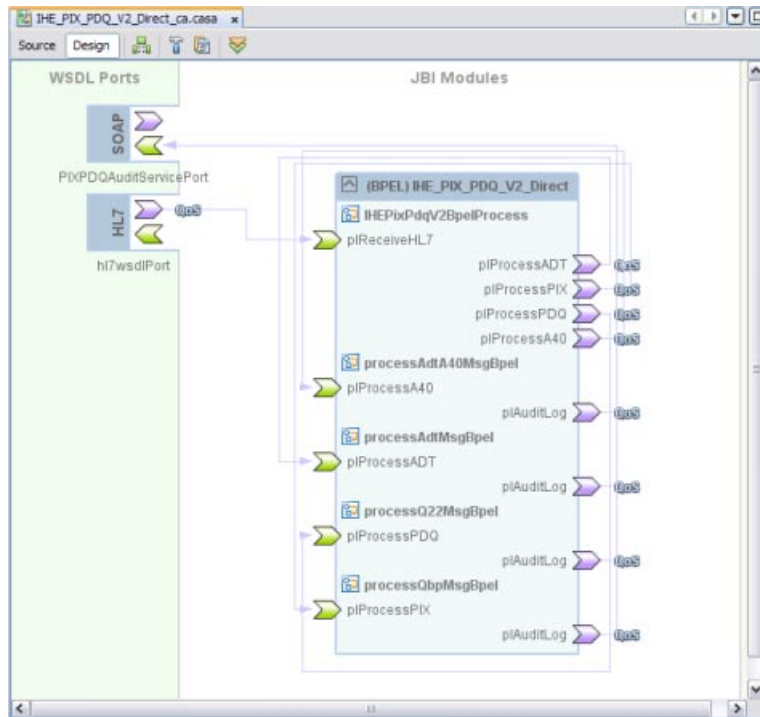 IHE_PIX_PDQ_V2_Direct_ca.casa
Source Design
WSDL Ports
JBI Modules
SOAP
PIXPDQAuditServicePort
HL7
QoS
hl7wsdlPort
(BPEL) IHE_PIX_PDQ_V2_Direct
IHEPixPdqV2BpelProcess
plReceiveHL7
plProcessADT QoS
plProcessPIX QoS
plProcessPDQ QoS
plProcessA40 QoS
processAdtA40MsgBpel
plProcessA40
plAuditLog QoS
processAdtMsgBpel
plProcessADT
plAuditLog QoS
processQ22MsgBpel
plProcessPDQ
plAuditLog QoS
processQbpMsgBpel
plProcessPIX
plAuditLog QoS